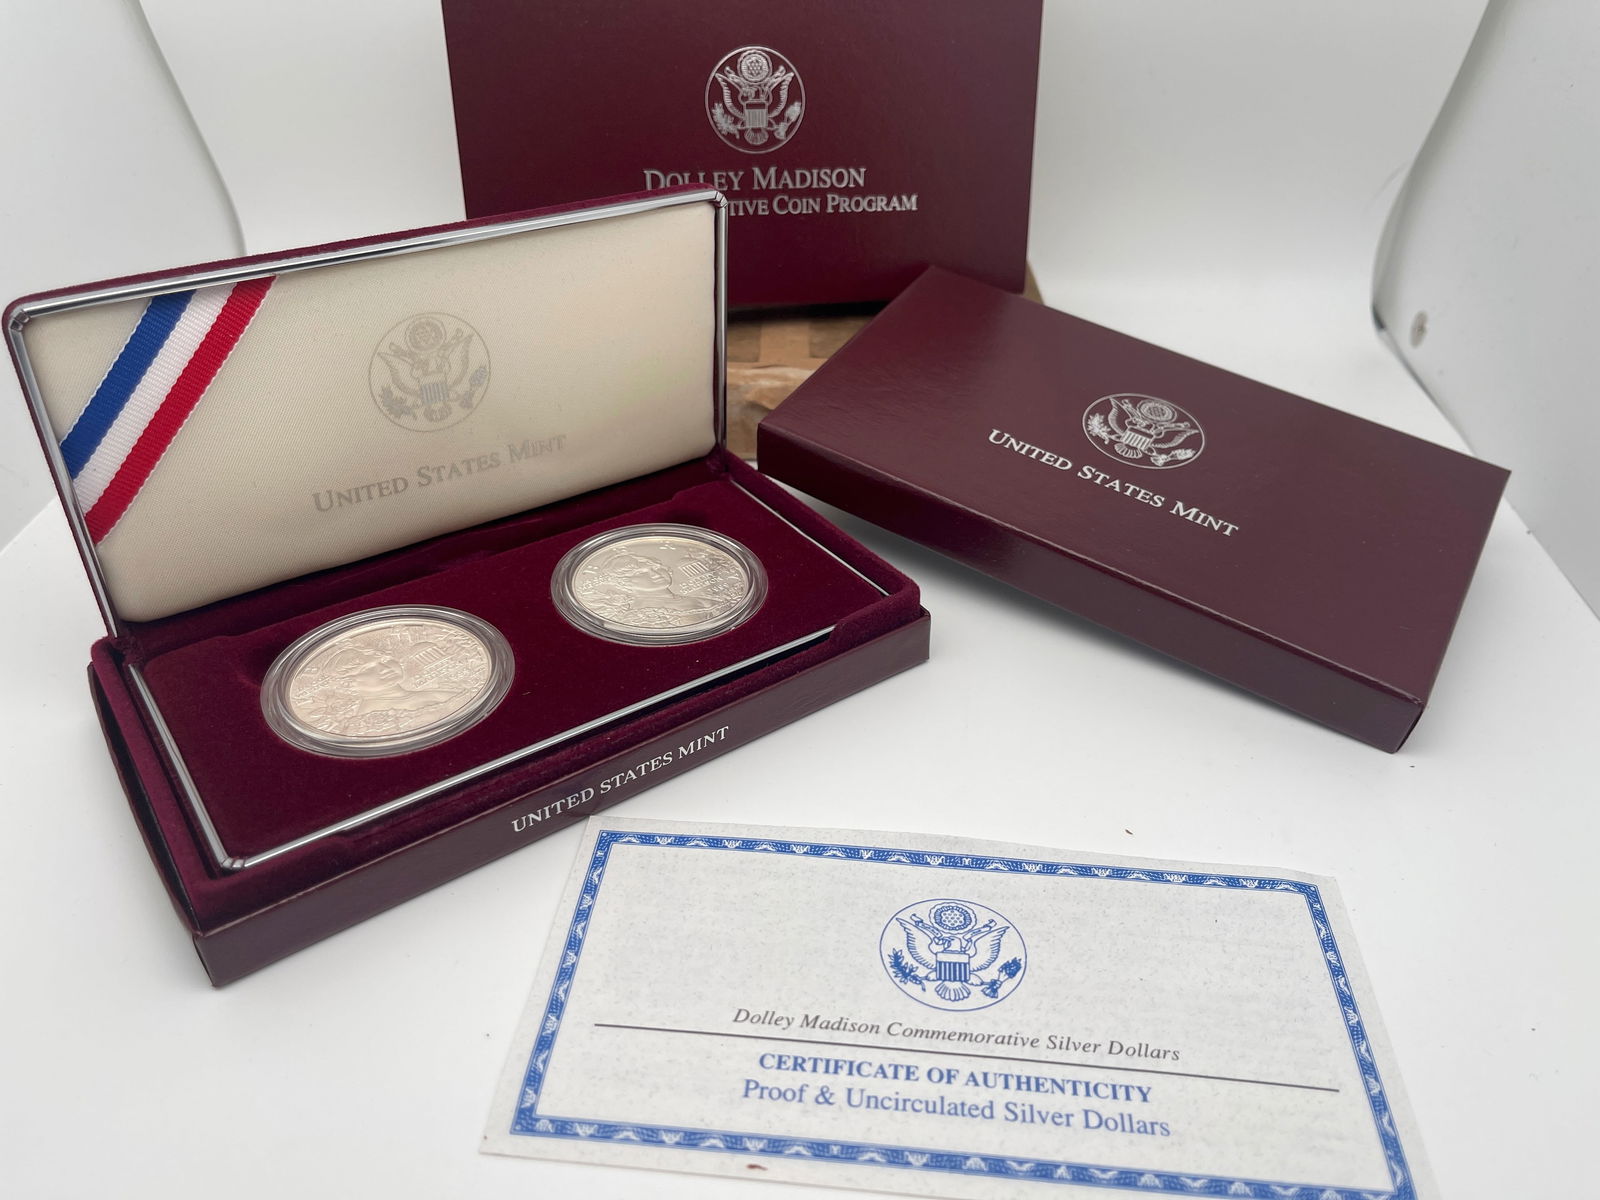 DOLLEY MADISON
TIVE COIN PROGRAM
UNITED STATES MINT
UNITED STATES MINT
UNITED STATES MINT
Dolley Madison Commemorative Silver Dollars
CERTIFICATE OF AUTHENTICITY
Proof & Uncirculated Silver Dollars